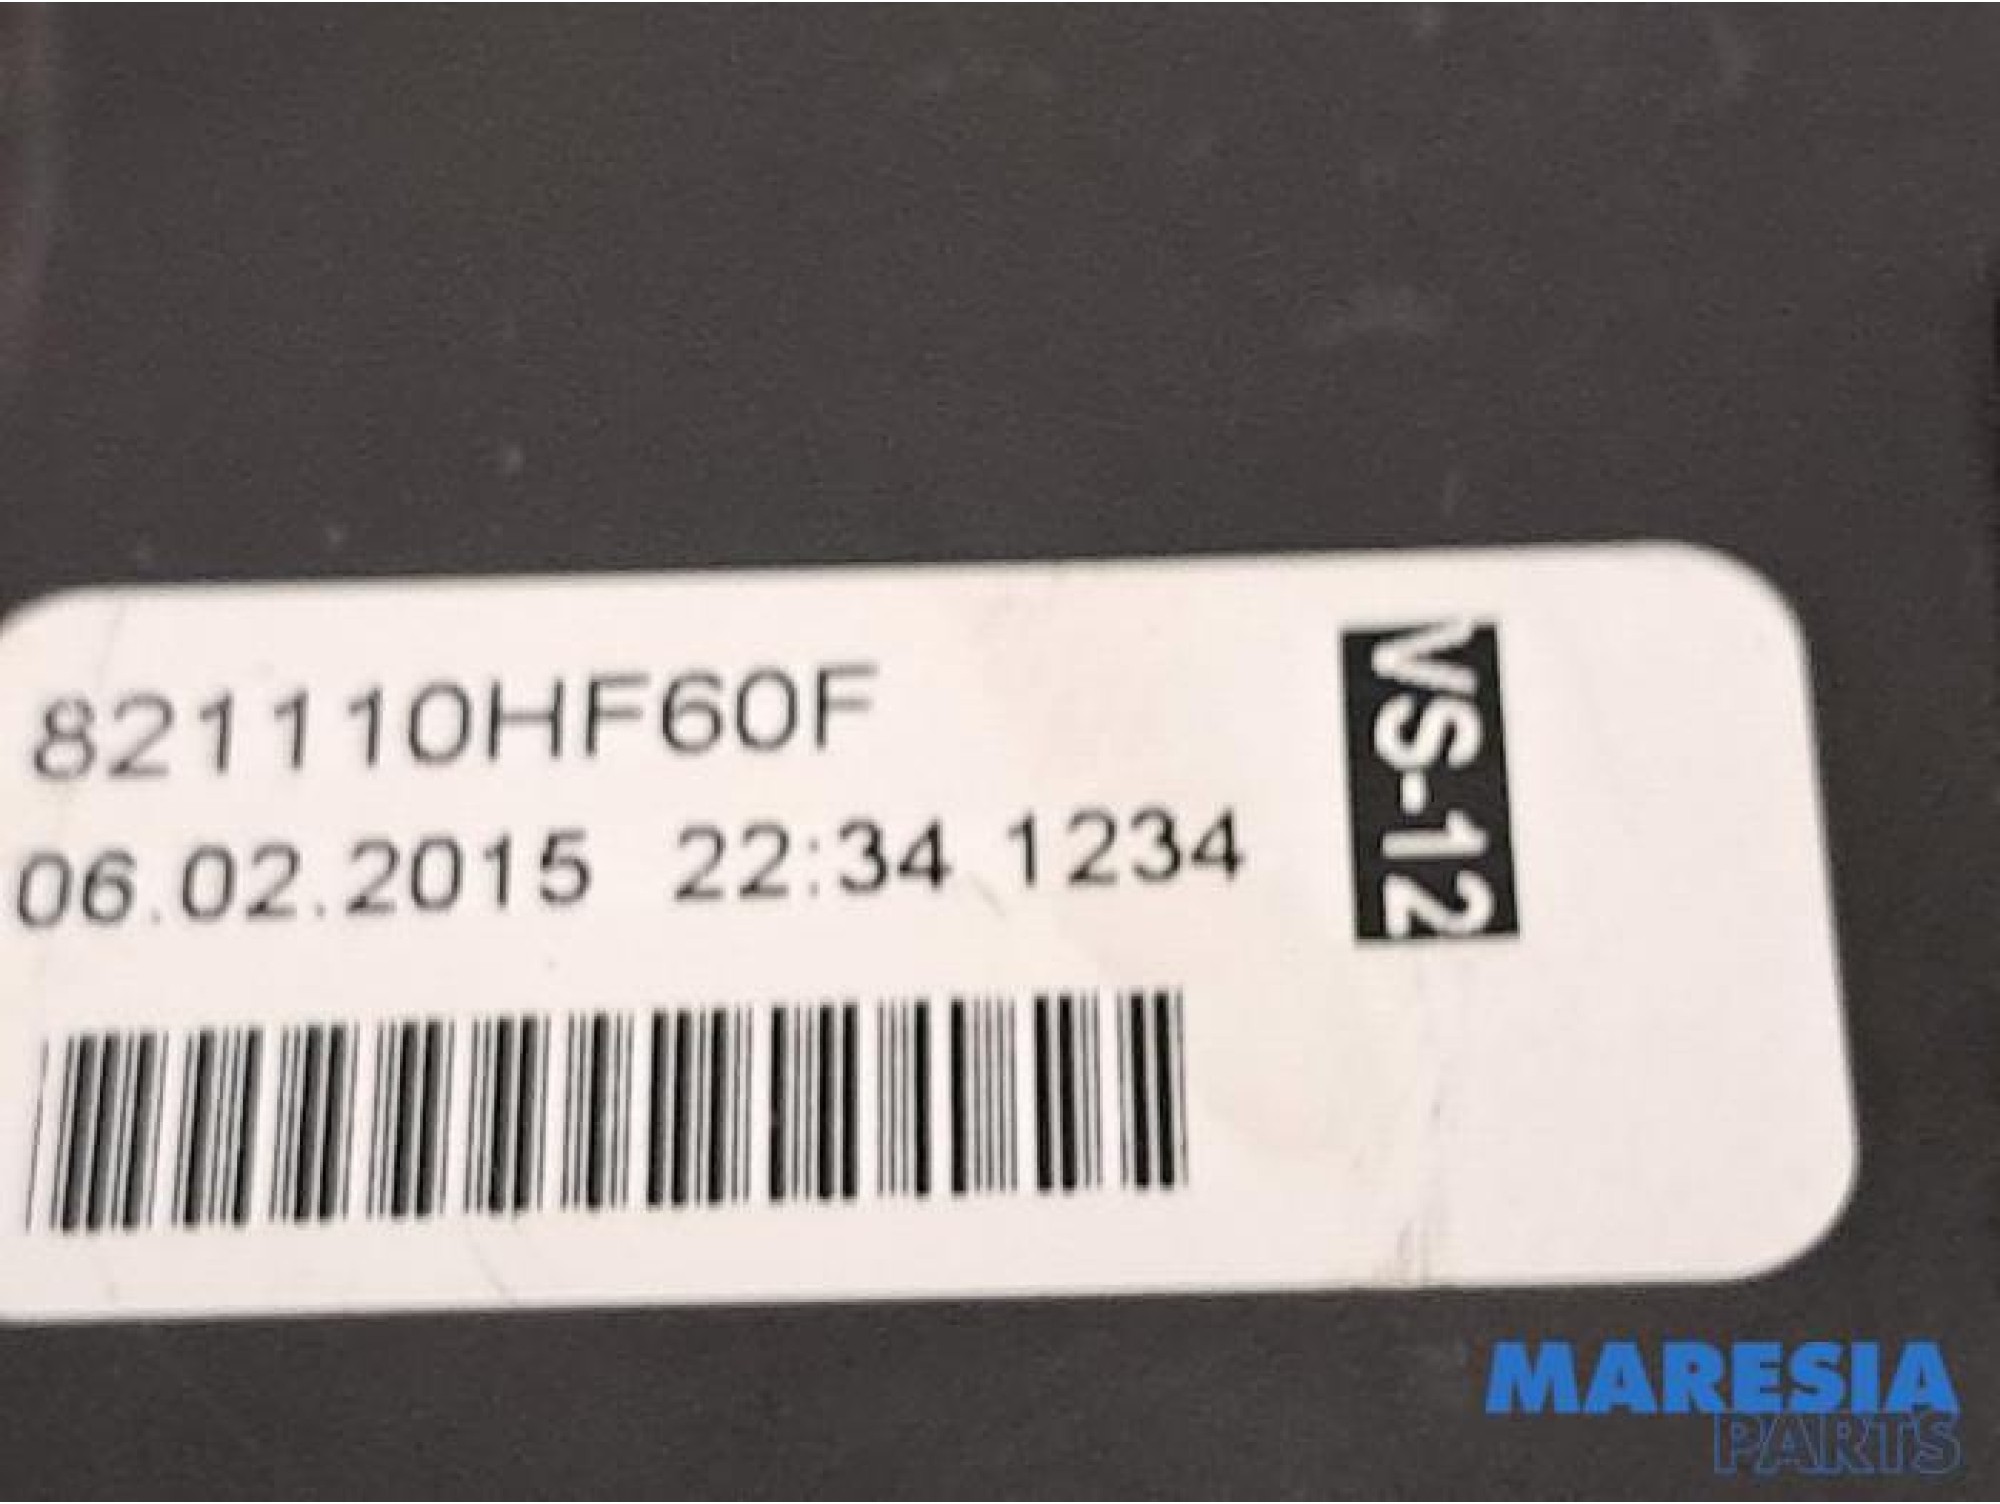 821110HF60F
06.02.2015 22:34 1234
VS-12
MARESIA
PARTS